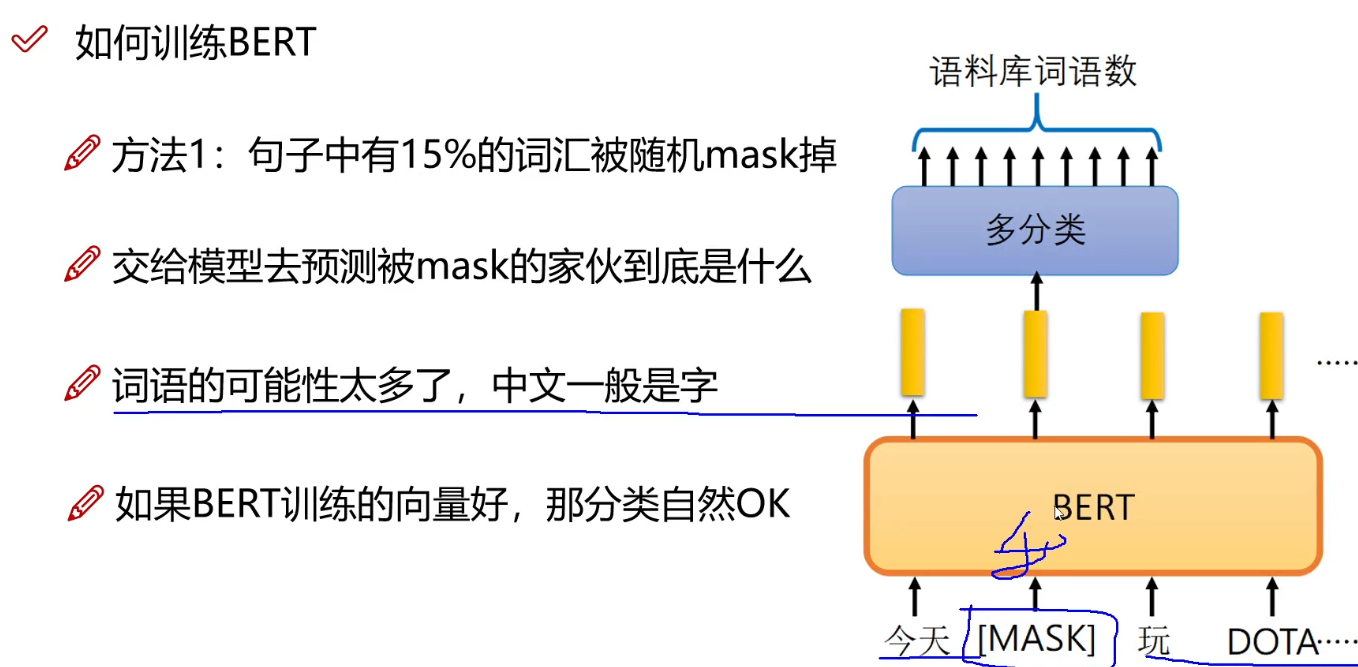 如何训练BERT
方法1：句子中有15%的词汇被随机mask掉
交给模型去预测被mask的家伙到底是什么
词语的可能性太多了，中文一般是字
如果BERT训练的向量好，那分类自然OK
语料库词语数
多分类
.....
BERT
今天 [MASK] 玩 DOTA.....